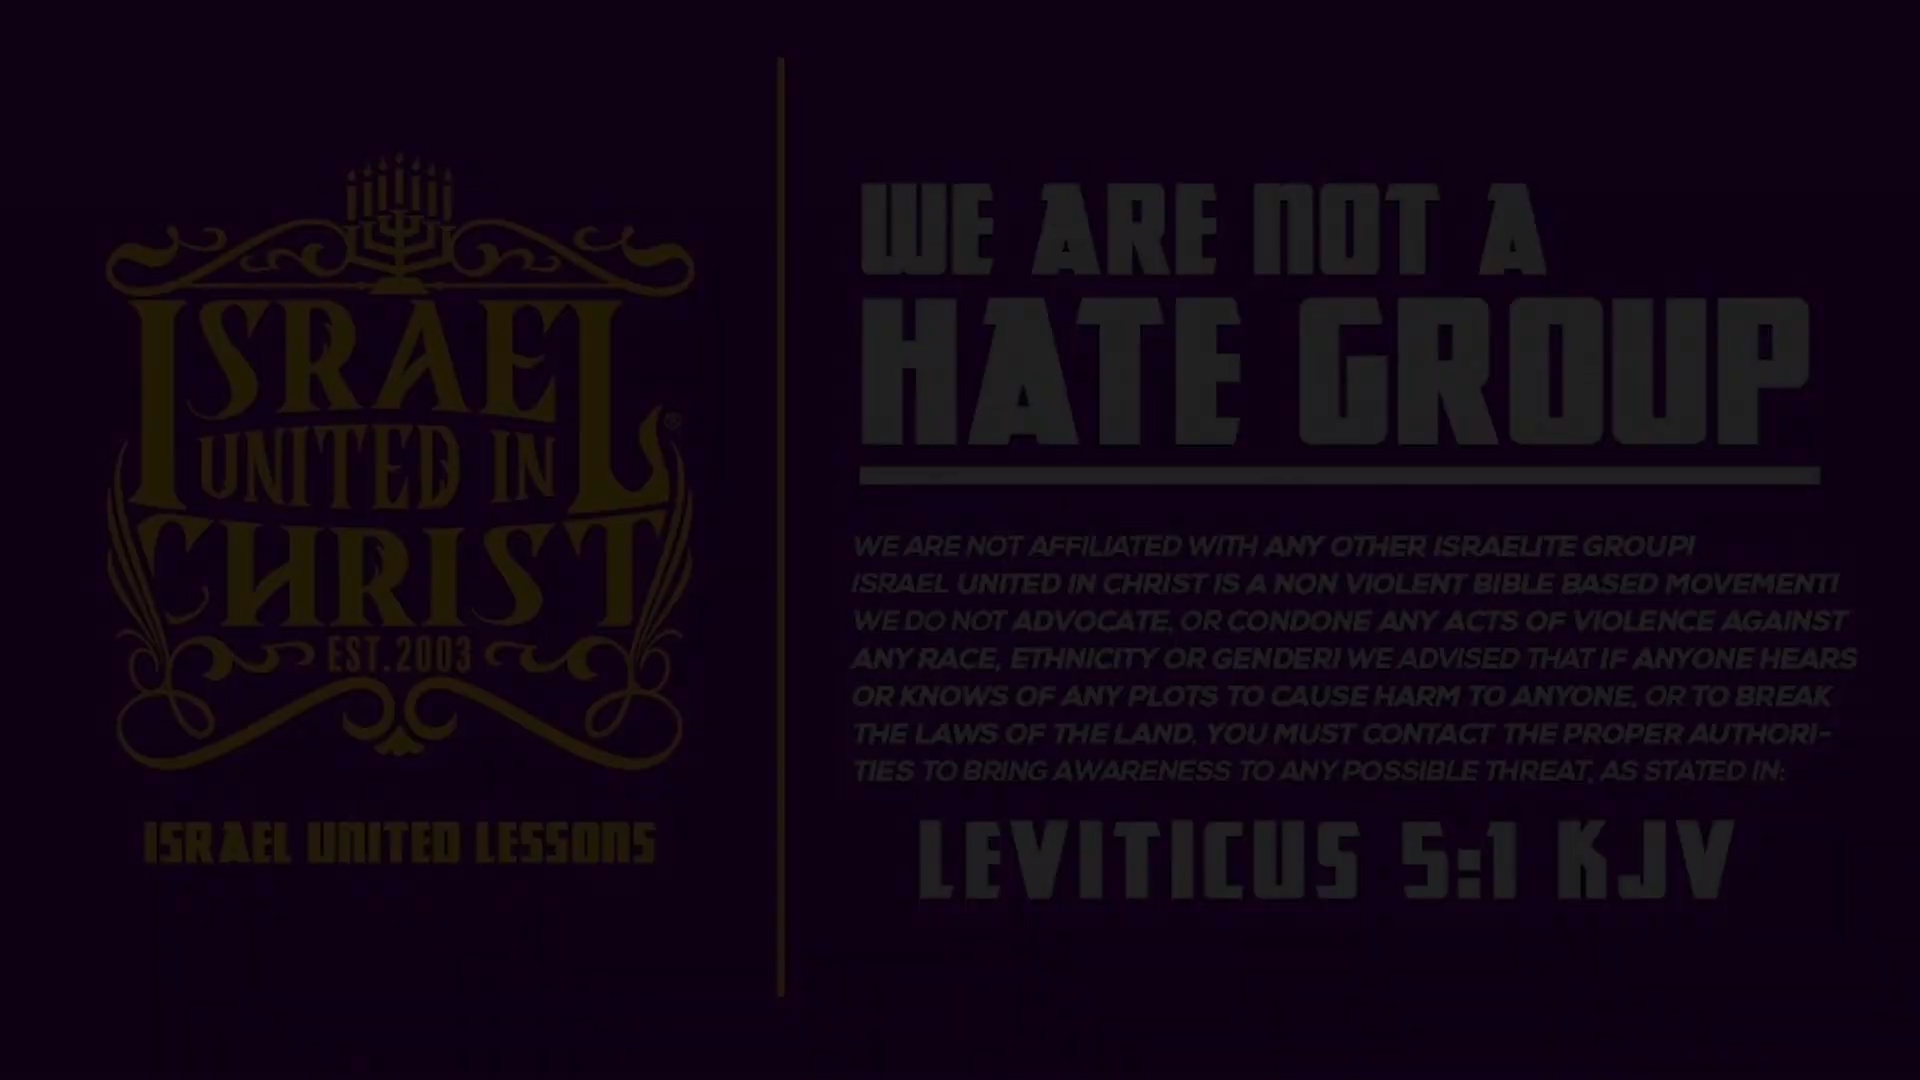 ISRAEL
UNITED IN
CHRIST
®
EST. 2003
ISRAEL UNITED LESSONS
WE ARE NOT A
HATE GROUP
WE ARE NOT AFFILIATED WITH ANY OTHER ISRAELITE GROUP!
ISRAEL UNITED IN CHRIST IS A NON VIOLENT BIBLE BASED MOVEMENT!
WE DO NOT ADVOCATE, OR CONDONE ANY ACTS OF VIOLENCE AGAINST
ANY RACE, ETHNICITY OR GENDER! WE ADVISED THAT IF ANYONE HEARS
OR KNOWS OF ANY PLOTS TO CAUSE HARM TO ANYONE, OR TO BREAK
THE LAWS OF THE LAND, YOU MUST CONTACT THE PROPER AUTHORI-
TIES TO BRING AWARENESS TO ANY POSSIBLE THREAT, AS STATED IN:
LEVITICUS 5:1 KJV